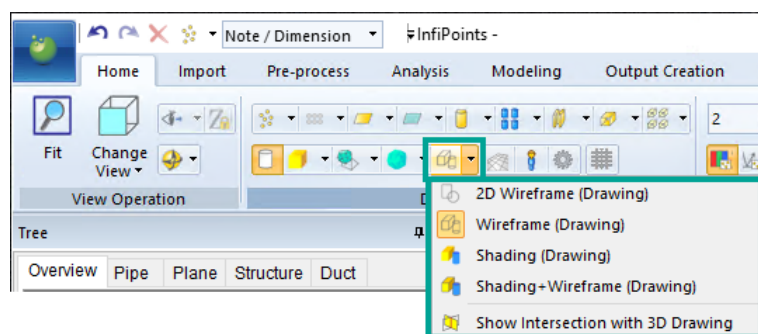 Note / Dimension
InfiPoints -
Home Import Pre-process Analysis Modeling Output Creation
2
Fit
Change View
View Operation
2D Wireframe (Drawing)
Wireframe (Drawing)
Shading (Drawing)
Shading+Wireframe (Drawing)
Show Intersection with 3D Drawing
Tree
Overview Pipe Plane Structure Duct